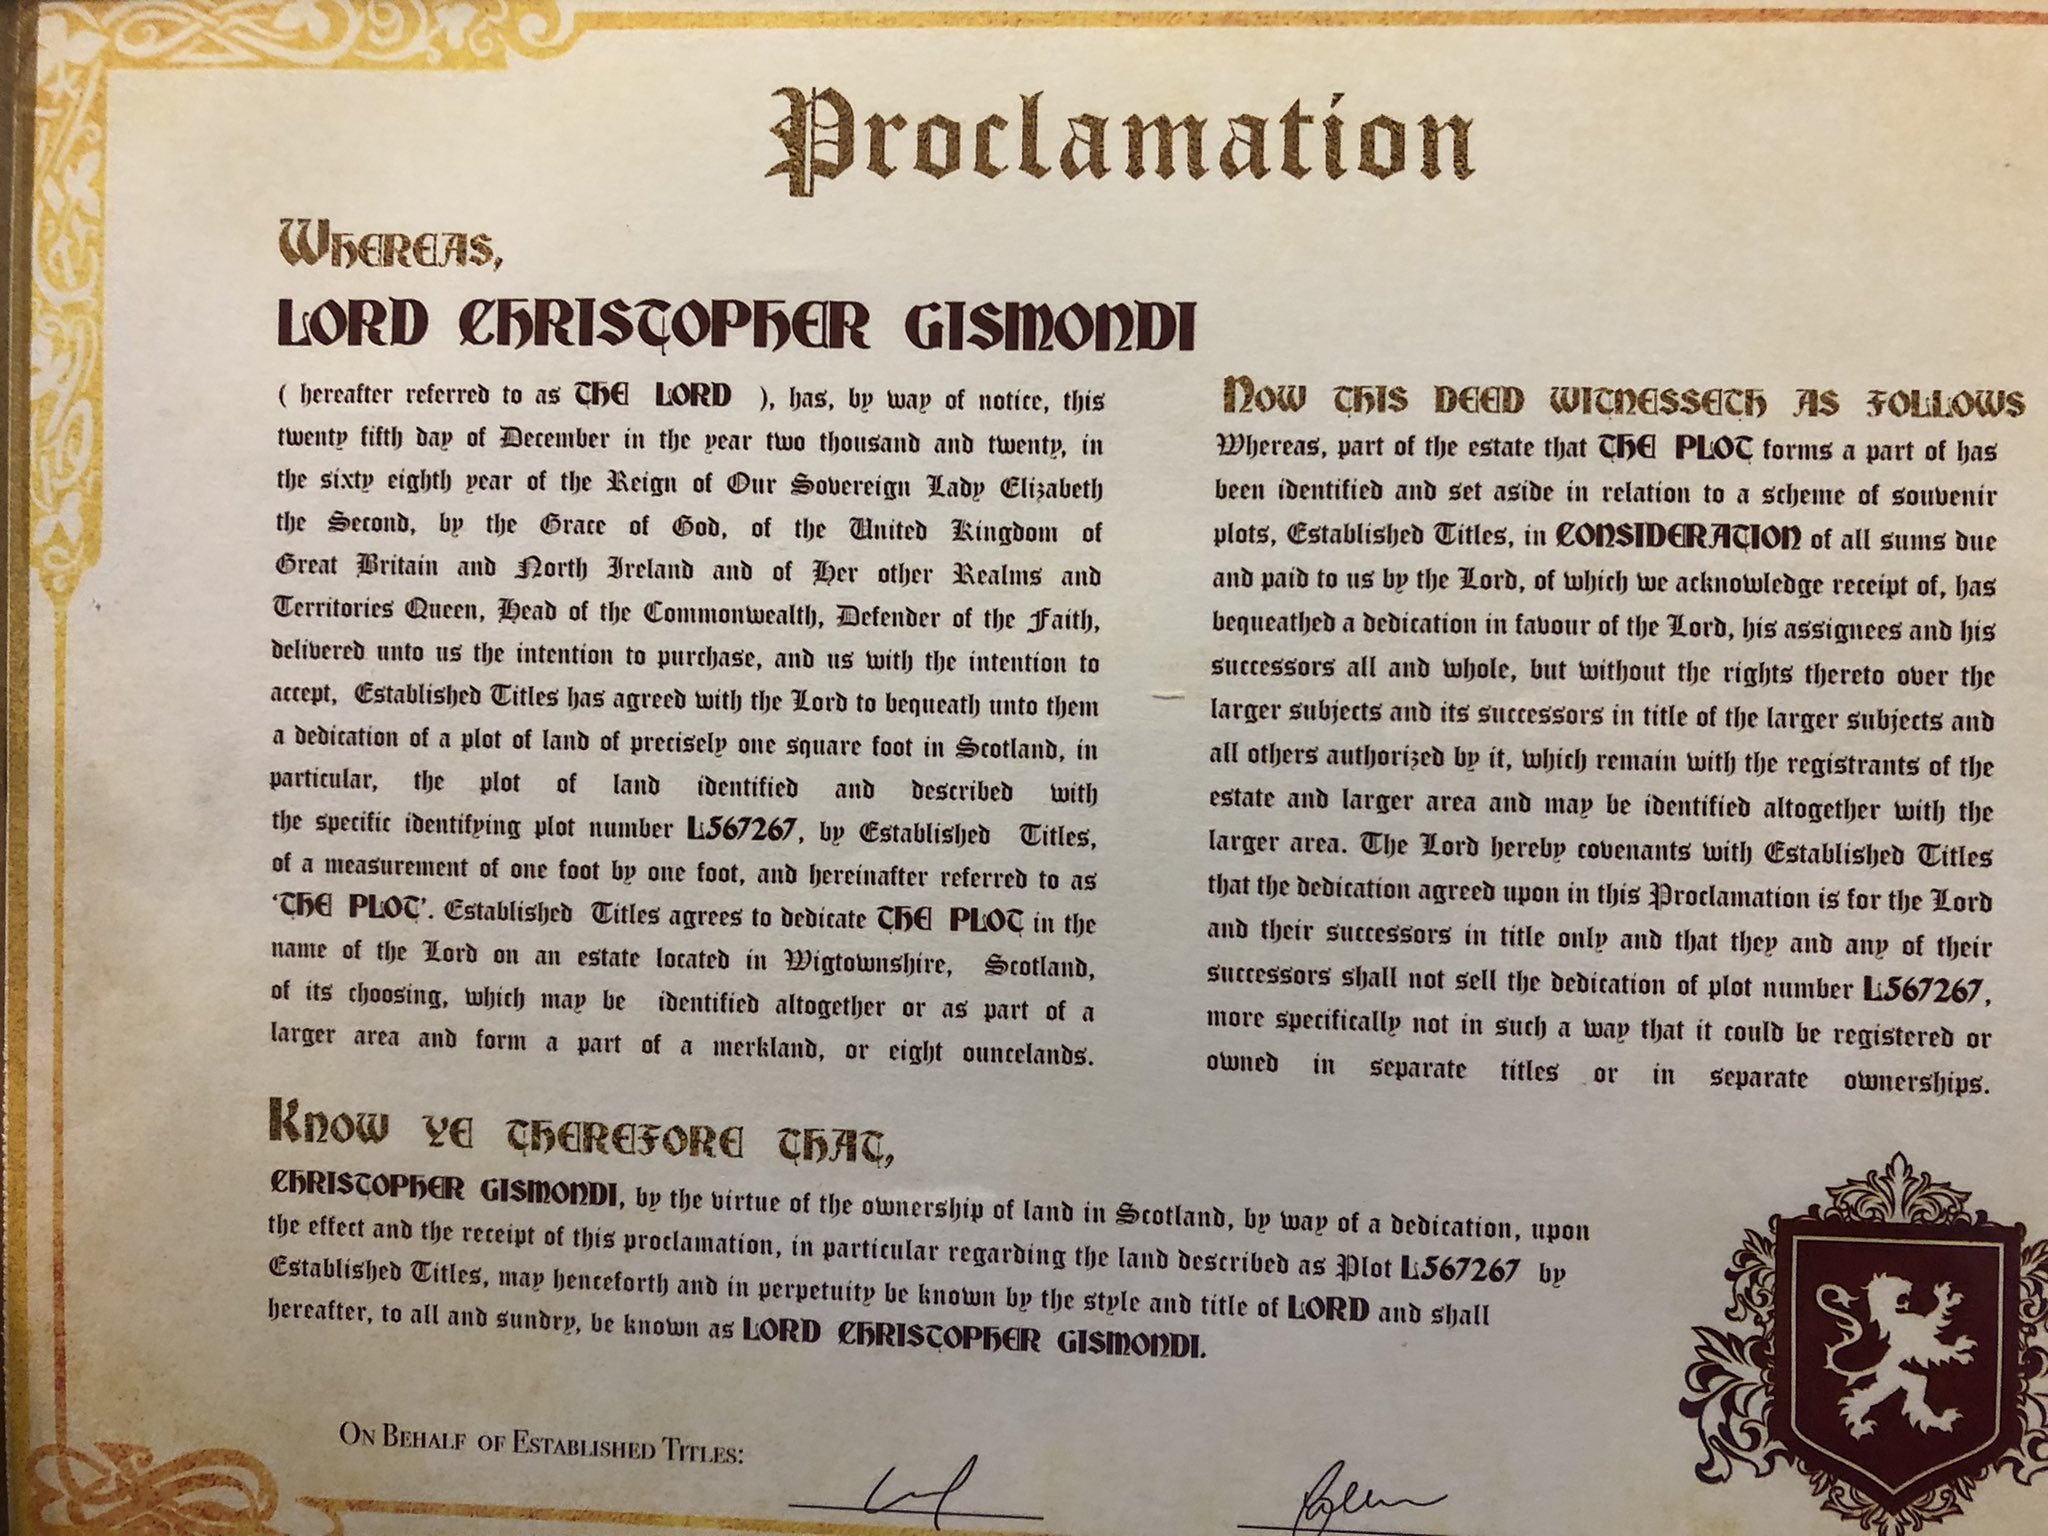 Proclamation
Whereas,
LORD CHRISTOPHER GISMONDI
( hereafter referred to as THE LORD ), has, by way of notice, this
twenty fifth day of December in the year two thousand and twenty, in
the sixty eighth year of the Reign of Our Sovereign Lady Elizabeth
the Second, by the Grace of God, of the United Kingdom of
Great Britain and North Ireland and of Her other Realms and
Territories Queen, Head of the Commonwealth, Defender of the Faith,
delivered unto us the intention to purchase, and us with the intention to
accept, Established Titles has agreed with the Lord to bequeath unto them
a dedication of a plot of land of precisely one square foot in Scotland, in
particular, the plot of land identified and described with
the specific identifying plot number L567267, by Established Titles,
of a measurement of one foot by one foot, and hereinafter referred to as
'THE PLOT'. Established Titles agrees to dedicate THE PLOT in the
name of the Lord on an estate located in Wigtownshire, Scotland,
of its choosing, which may be identified altogether or as part of a
larger area and form a part of a merkland, or eight ouncelands.
Now this deed witnesseth as follows
Whereas, part of the estate that THE PLOT forms a part of has
been identified and set aside in relation to a scheme of souvenir
plots, Established Titles, in CONSIDERATION of all sums due
and paid to us by the Lord, of which we acknowledge receipt of, has
bequeathed a dedication in favour of the Lord, his assignees and his
successors all and whole, but without the rights thereto over the
larger subjects and its successors in title of the larger subjects and
all others authorized by it, which remain with the registrants of the
estate and larger area and may be identified altogether with the
larger area. The Lord hereby covenants with Established Titles
that the dedication agreed upon in this Proclamation is for the Lord
and their successors in title only and that they and any of their
successors shall not sell the dedication of plot number L567267,
more specifically not in such a way that it could be registered or
owned in separate titles or in separate ownerships.
Know ye therefore that,
CHRISTOPHER GISMONDI, by the virtue of the ownership of land in Scotland, by way of a dedication, upon
the effect and the receipt of this proclamation, in particular regarding the land described as Plot L567267 by
Established Titles, may henceforth and in perpetuity be known by the style and title of LORD and shall
hereafter, to all and sundry, be known as LORD CHRISTOPHER GISMONDI.
On Behalf of Established Titles: